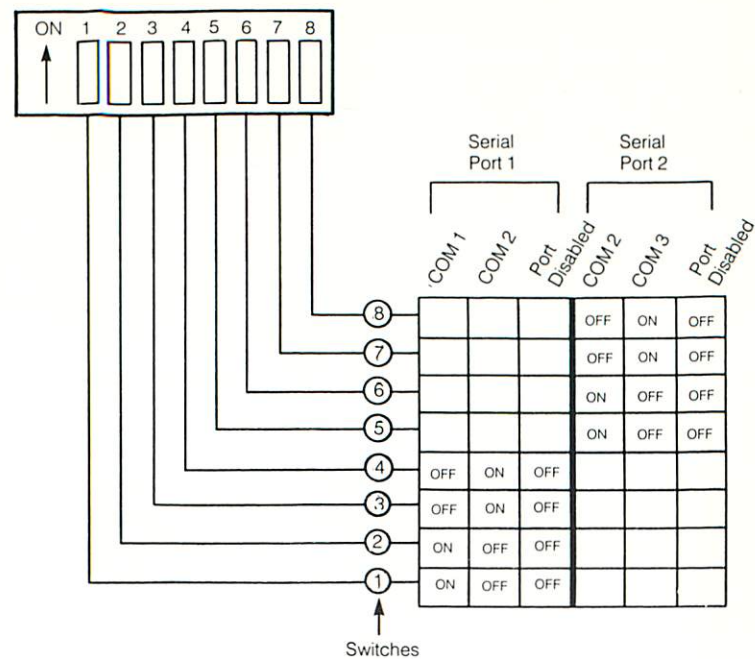 ON 1 2 3 4 5 6 7 8
Serial Port 1
Serial Port 2
COM 1
COM 2
Port Disabled
COM 2
COM 3
Port Disabled
8 OFF ON OFF
7 OFF ON OFF
6 ON OFF OFF
5 ON OFF OFF
4 OFF ON OFF
3 OFF ON OFF
2 ON OFF OFF
1 ON OFF OFF
Switches